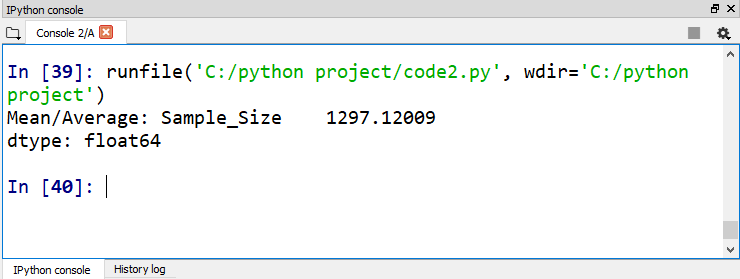 IPython console
Console 2/A
In [39]: runfile('C:/python project/code2.py', wdir='C:/python
project')
Mean/Average: Sample_Size    1297.12009
dtype: float64
In [40]:
IPython console
History log